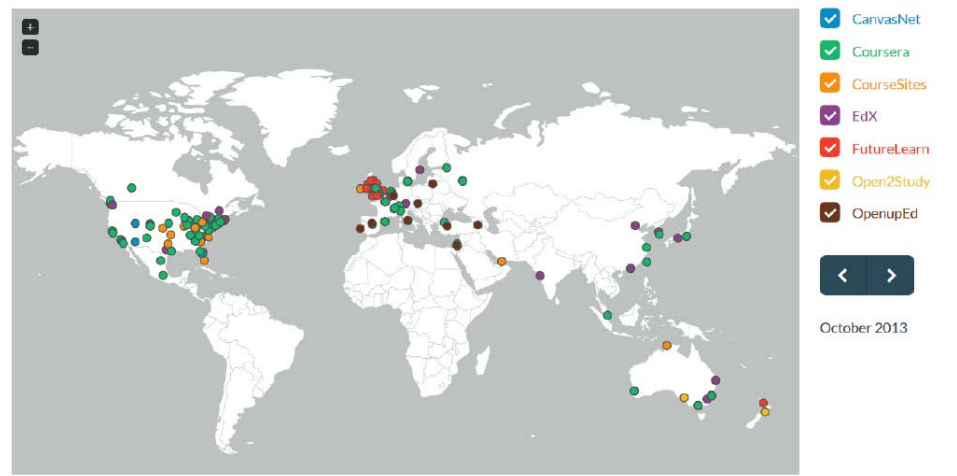 +
−
CanvasNet
Coursera
CourseSites
EdX
FutureLearn
Open2Study
OpenupEd
October 2013